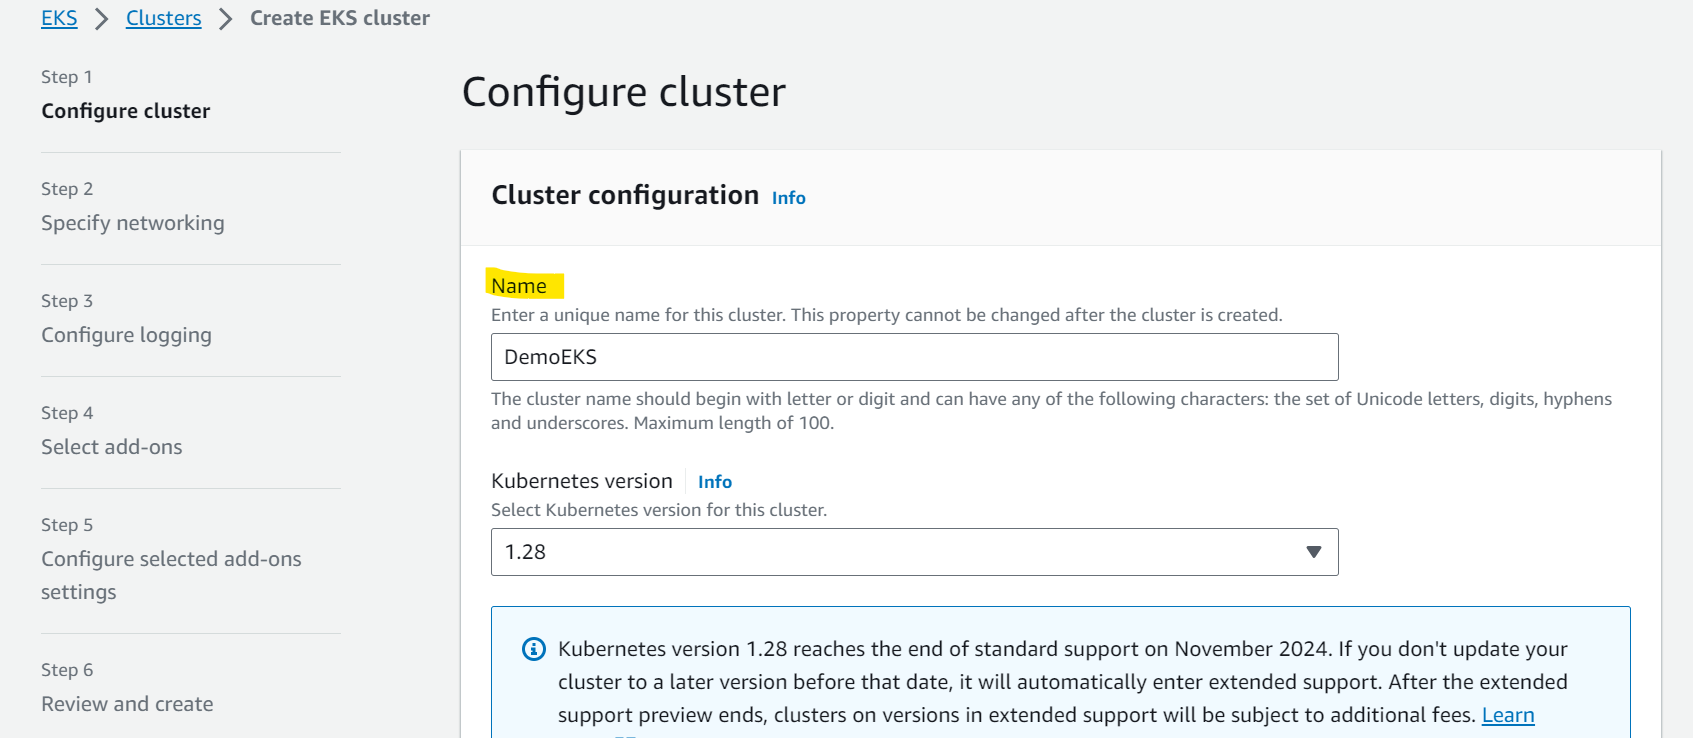 EKS > Clusters > Create EKS cluster
Step 1
Configure cluster
Step 2
Specify networking
Step 3
Configure logging
Step 4
Select add-ons
Step 5
Configure selected add-ons
settings
Step 6
Review and create
Configure cluster
Cluster configuration Info
Name
Enter a unique name for this cluster. This property cannot be changed after the cluster is created.
DemoEKS
The cluster name should begin with letter or digit and can have any of the following characters: the set of Unicode letters, digits, hyphens
and underscores. Maximum length of 100.
Kubernetes version Info
Select Kubernetes version for this cluster.
1.28
Kubernetes version 1.28 reaches the end of standard support on November 2024. If you don't update your
cluster to a later version before that date, it will automatically enter extended support. After the extended
support preview ends, clusters on versions in extended support will be subject to additional fees. Learn